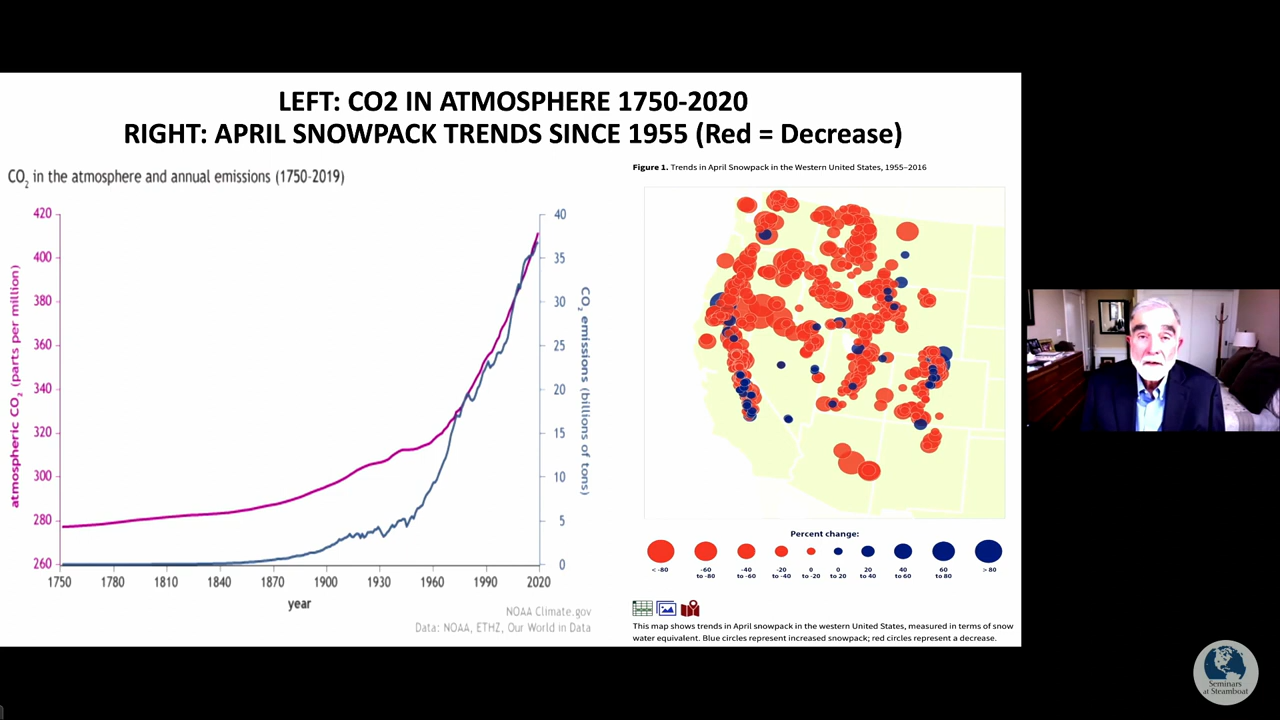 LEFT: CO2 IN ATMOSPHERE 1750-2020
RIGHT: APRIL SNOWPACK TRENDS SINCE 1955 (Red = Decrease)
CO₂ in the atmosphere and annual emissions (1750-2019)
atmospheric CO₂ (parts per million)
420
400
380
360
340
320
300
280
260
40
35
30
25
20
15
10
5
0
CO₂ emissions (billions of tons)
1750 1780 1810 1840 1870 1900 1930 1960 1990 2020
year
NOAA Climate.gov
Data: NOAA, ETHZ, Our World in Data
Figure 1. Trends in April Snowpack in the Western United States, 1955–2016
Percent change:
< -80 -60 -40 -20 0 0 20 40 60 > 80
to -80 to -60 to -40 to -20 to 20 to 40 to 60 to 80
This map shows trends in April snowpack in the western United States, measured in terms of snow
water equivalent. Blue circles represent increased snowpack; red circles represent a decrease.
Seminars
at Steamboat